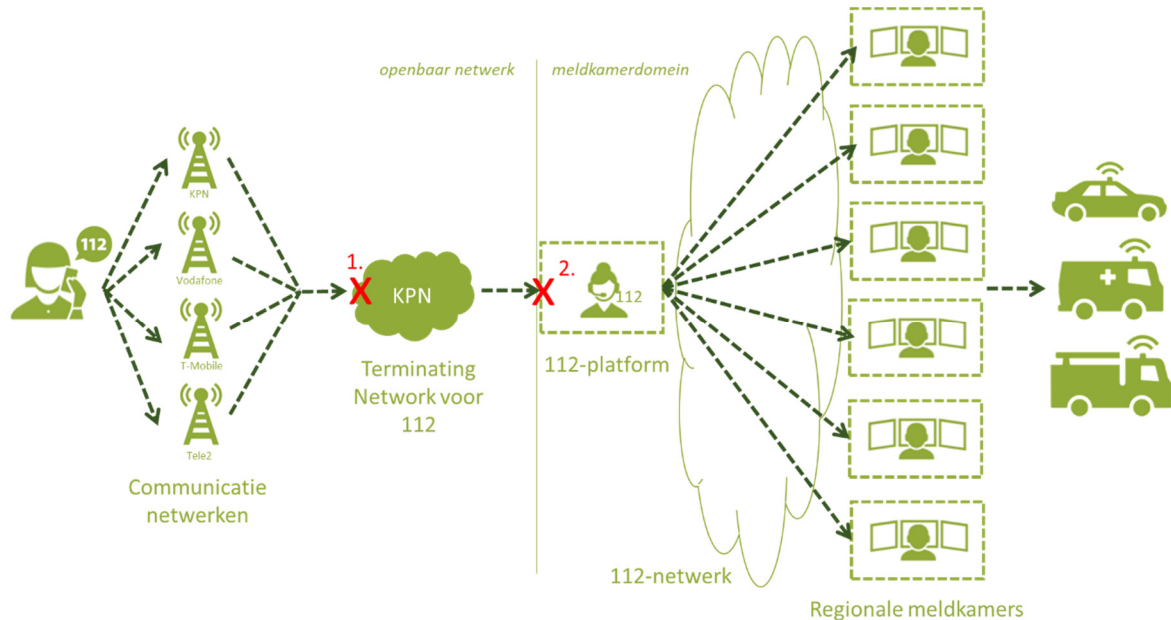 openbaar netwerk
meldkamerdomein
112
KPN
Vodafone
T-Mobile
Tele2
Communicatie
netwerken
1.
X
KPN
Terminating
Network voor
112
2.
X
112
112-platform
112-netwerk
Regionale meldkamers